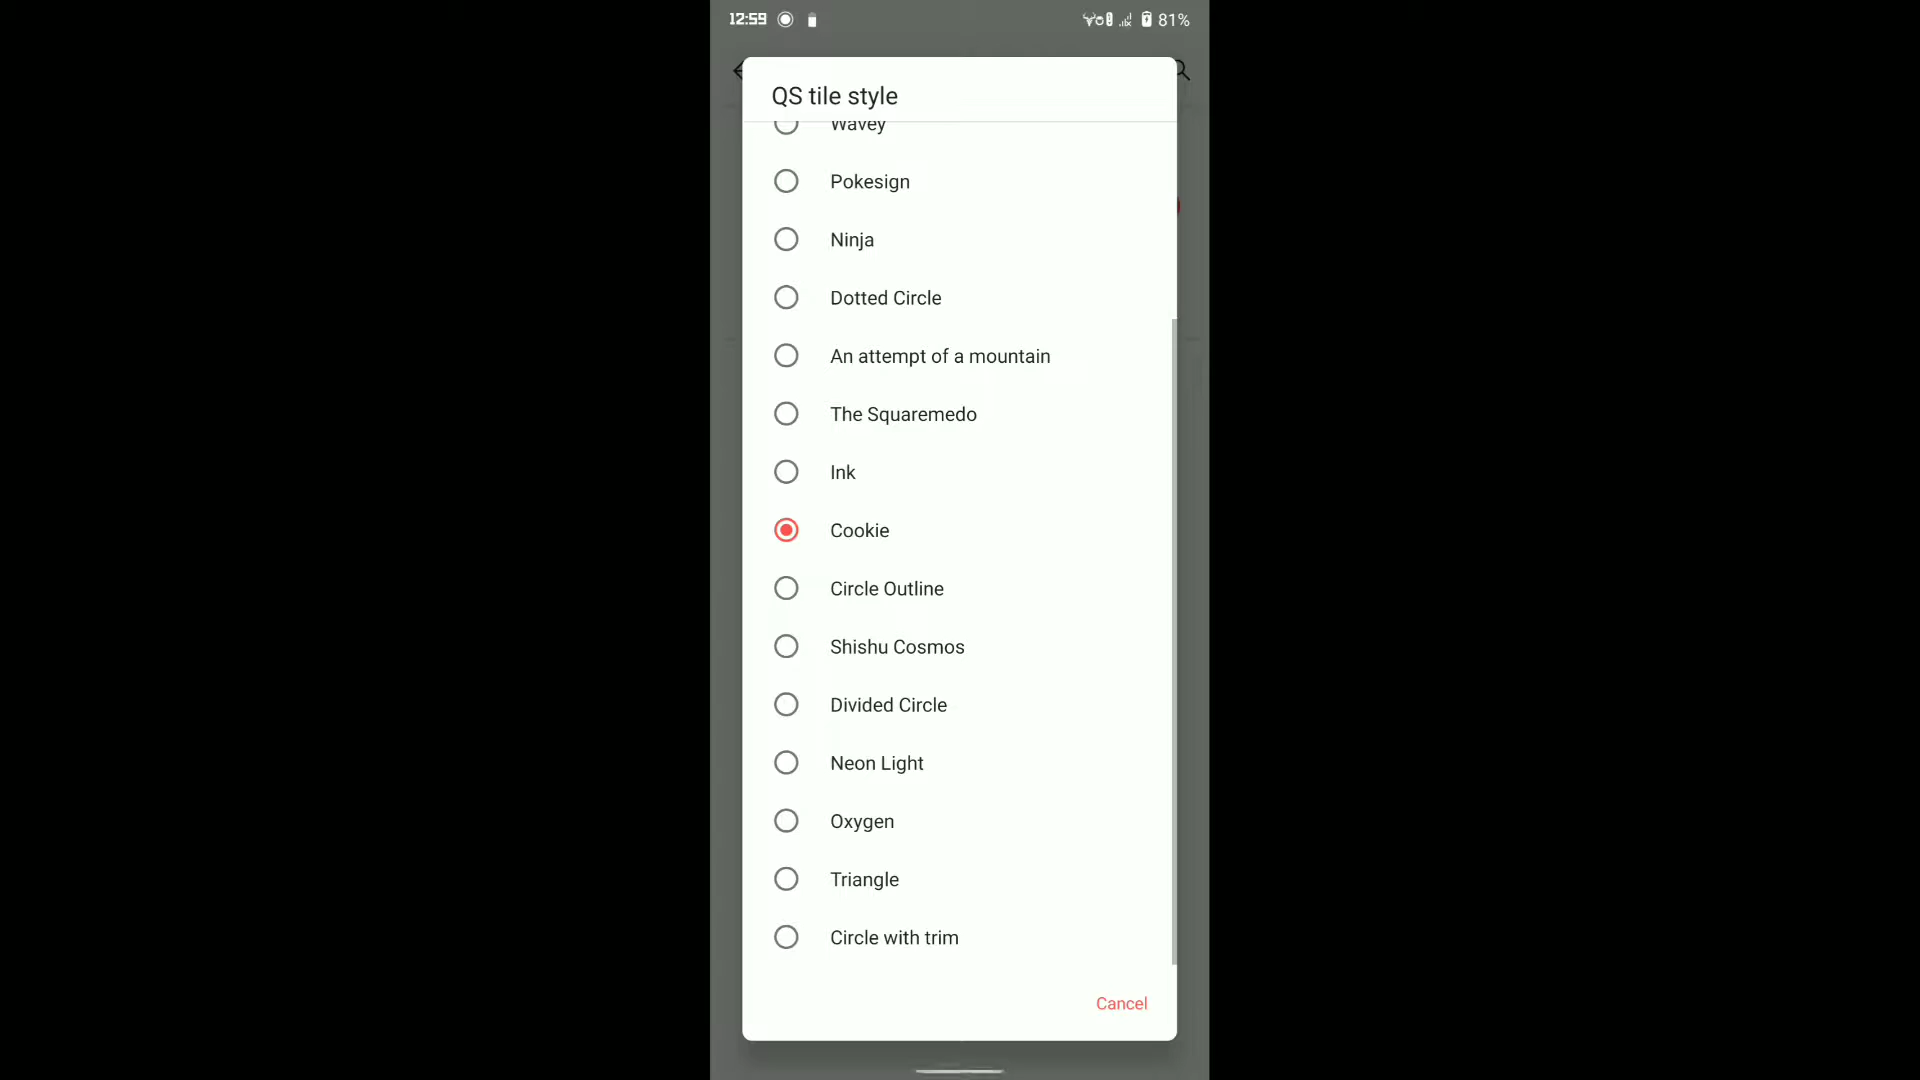 12:59
81%
QS tile style
Wavey
Pokesign
Ninja
Dotted Circle
An attempt of a mountain
The Squaremedo
Ink
Cookie
Circle Outline
Shishu Cosmos
Divided Circle
Neon Light
Oxygen
Triangle
Circle with trim
Cancel